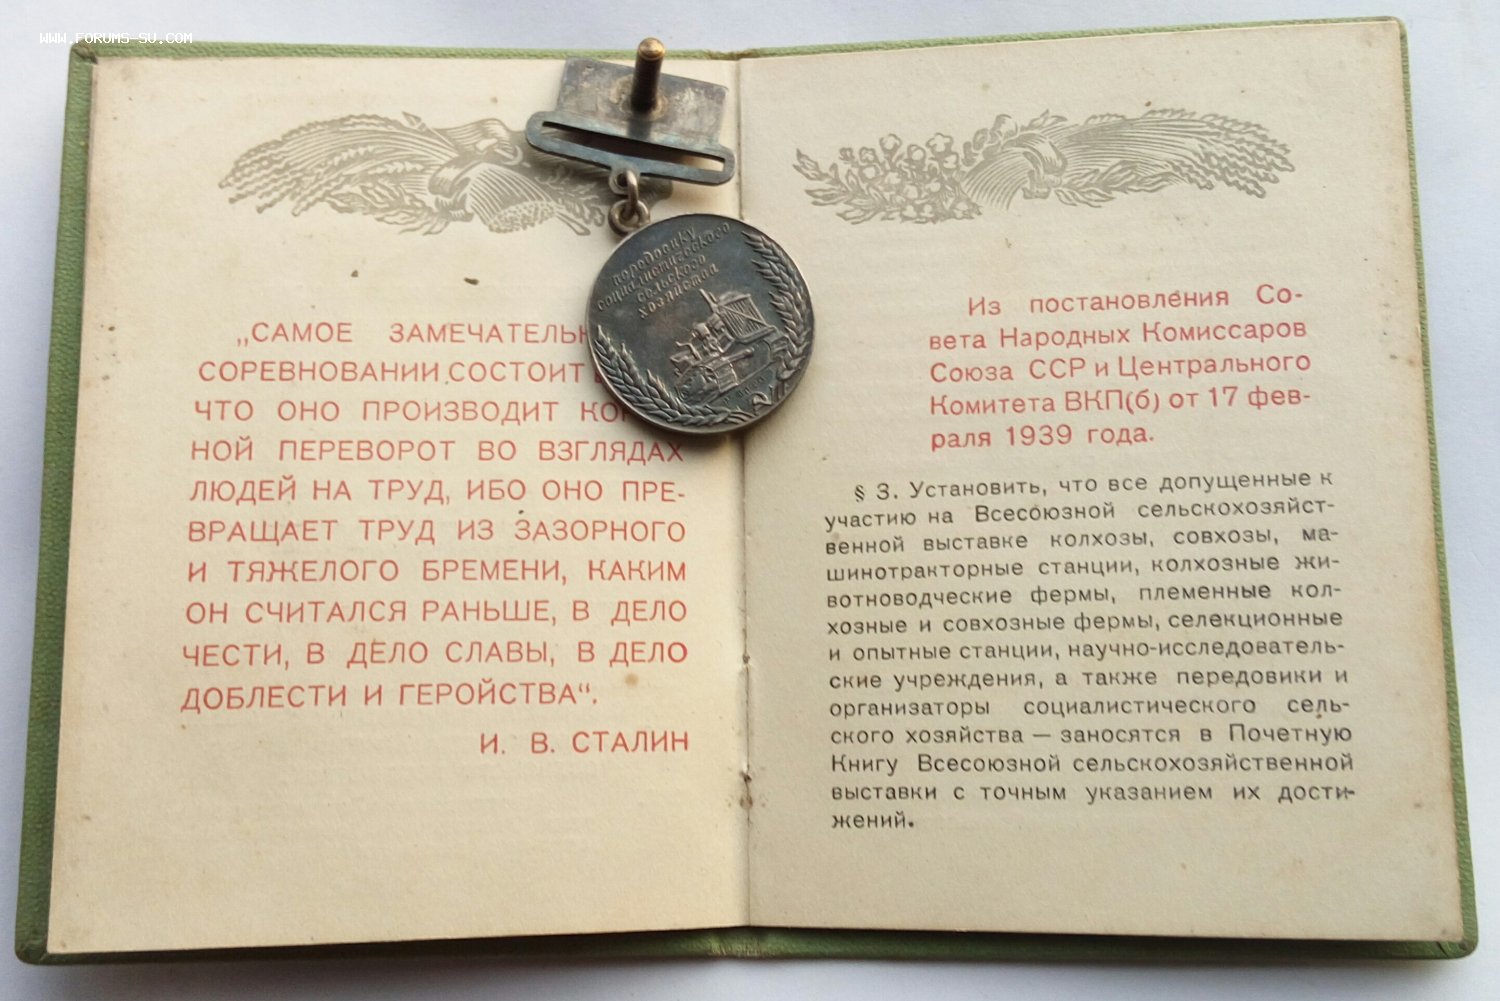 WWW.FORUMS-SU.COM
передовику
социалистического
сельского
хозяйства
„САМОЕ ЗАМЕЧАТЕЛЬН
СОРЕВНОВАНИИ СОСТОИТ
ЧТО ОНО ПРОИЗВОДИТ
НОЙ ПЕРЕВОРОТ ВО ВЗГЛЯДАХ
ЛЮДЕЙ НА ТРУД, ИБО ОНО ПРЕ-
ВРАЩАЕТ ТРУД ИЗ ЗАЗОРНОГО
И ТЯЖЕЛОГО БРЕМЕНИ, КАКИМ
ОН СЧИТАЛСЯ РАНЬШЕ, В ДЕЛО
ЧЕСТИ, В ДЕЛО СЛАВЫ, В ДЕЛО
ДОБЛЕСТИ И ГЕРОЙСТВА“.
И. В. СТАЛИН
Из постановления Со-
вета Народных Комиссаров
Союза ССР и Центрального
Комитета ВКП(б) от 17 фев-
раля 1939 года.
§ 3. Установить, что все допущенные к
участию на Всесоюзной сельскохозяйст-
венной выставке колхозы, совхозы, ма-
шинотракторные станции, колхозные жи-
вотноводческие фермы, племенные кол-
хозные и совхозные фермы, селекционные
и опытные станции, научно-исследователь-
ские учреждения, а также передовики и
организаторы социалистического сель-
ского хозяйства — заносятся в Почетную
Книгу Всесоюзной сельскохозяйственной
выставки с точным указанием их дости-
жений.